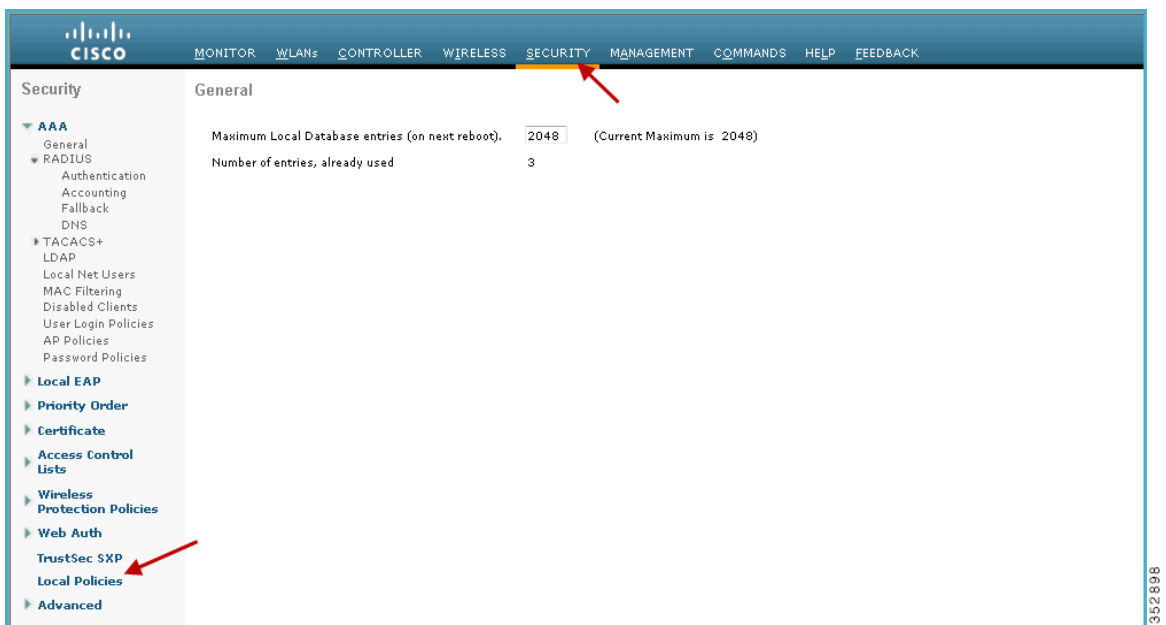 CISCO
MONITOR WLANs CONTROLLER WIRELESS SECURITY MANAGEMENT COMMANDS HELP FEEDBACK
Security
AAA
General
RADIUS
Authentication
Accounting
Fallback
DNS
TACACS+
LDAP
Local Net Users
MAC Filtering
Disabled Clients
User Login Policies
AP Policies
Password Policies
Local EAP
Priority Order
Certificate
Access Control
Lists
Wireless
Protection Policies
Web Auth
TrustSec SXP
Local Policies
Advanced
General
Maximum Local Database entries (on next reboot). 2048 (Current Maximum is 2048)
Number of entries, already used 3
352898